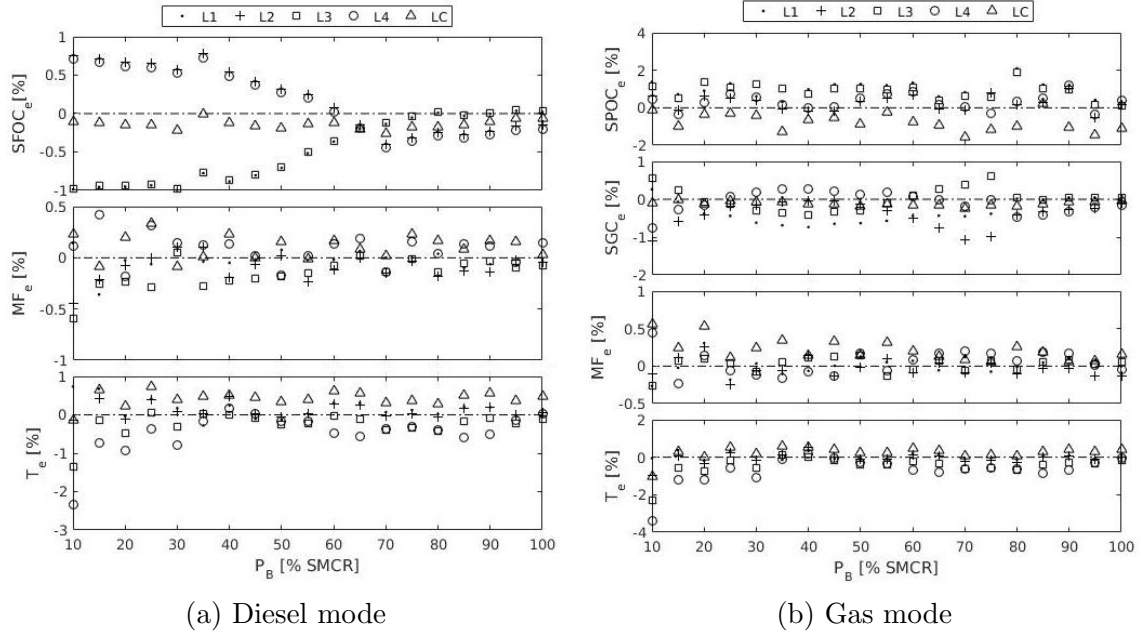 L1 L2 L3 L4 LC
1
0.5
0
-0.5
-1
SFOC_e [%]
0.5
0
-0.5
-1
MF_e [%]
1
0
-1
-2
-3
T_e [%]
10 20 30 40 50 60 70 80 90 100
P_B [% SMCR]
(a) Diesel mode
L1 L2 L3 L4 LC
4
2
0
-2
SPOC_e [%]
1
0
-1
-2
SGC_e [%]
1
0.5
0
-0.5
MF_e [%]
2
0
-2
-4
T_e [%]
10 20 30 40 50 60 70 80 90 100
P_B [% SMCR]
(b) Gas mode